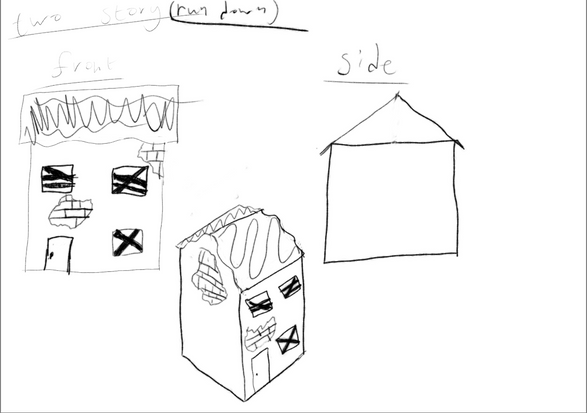 two story (run down)
front
side